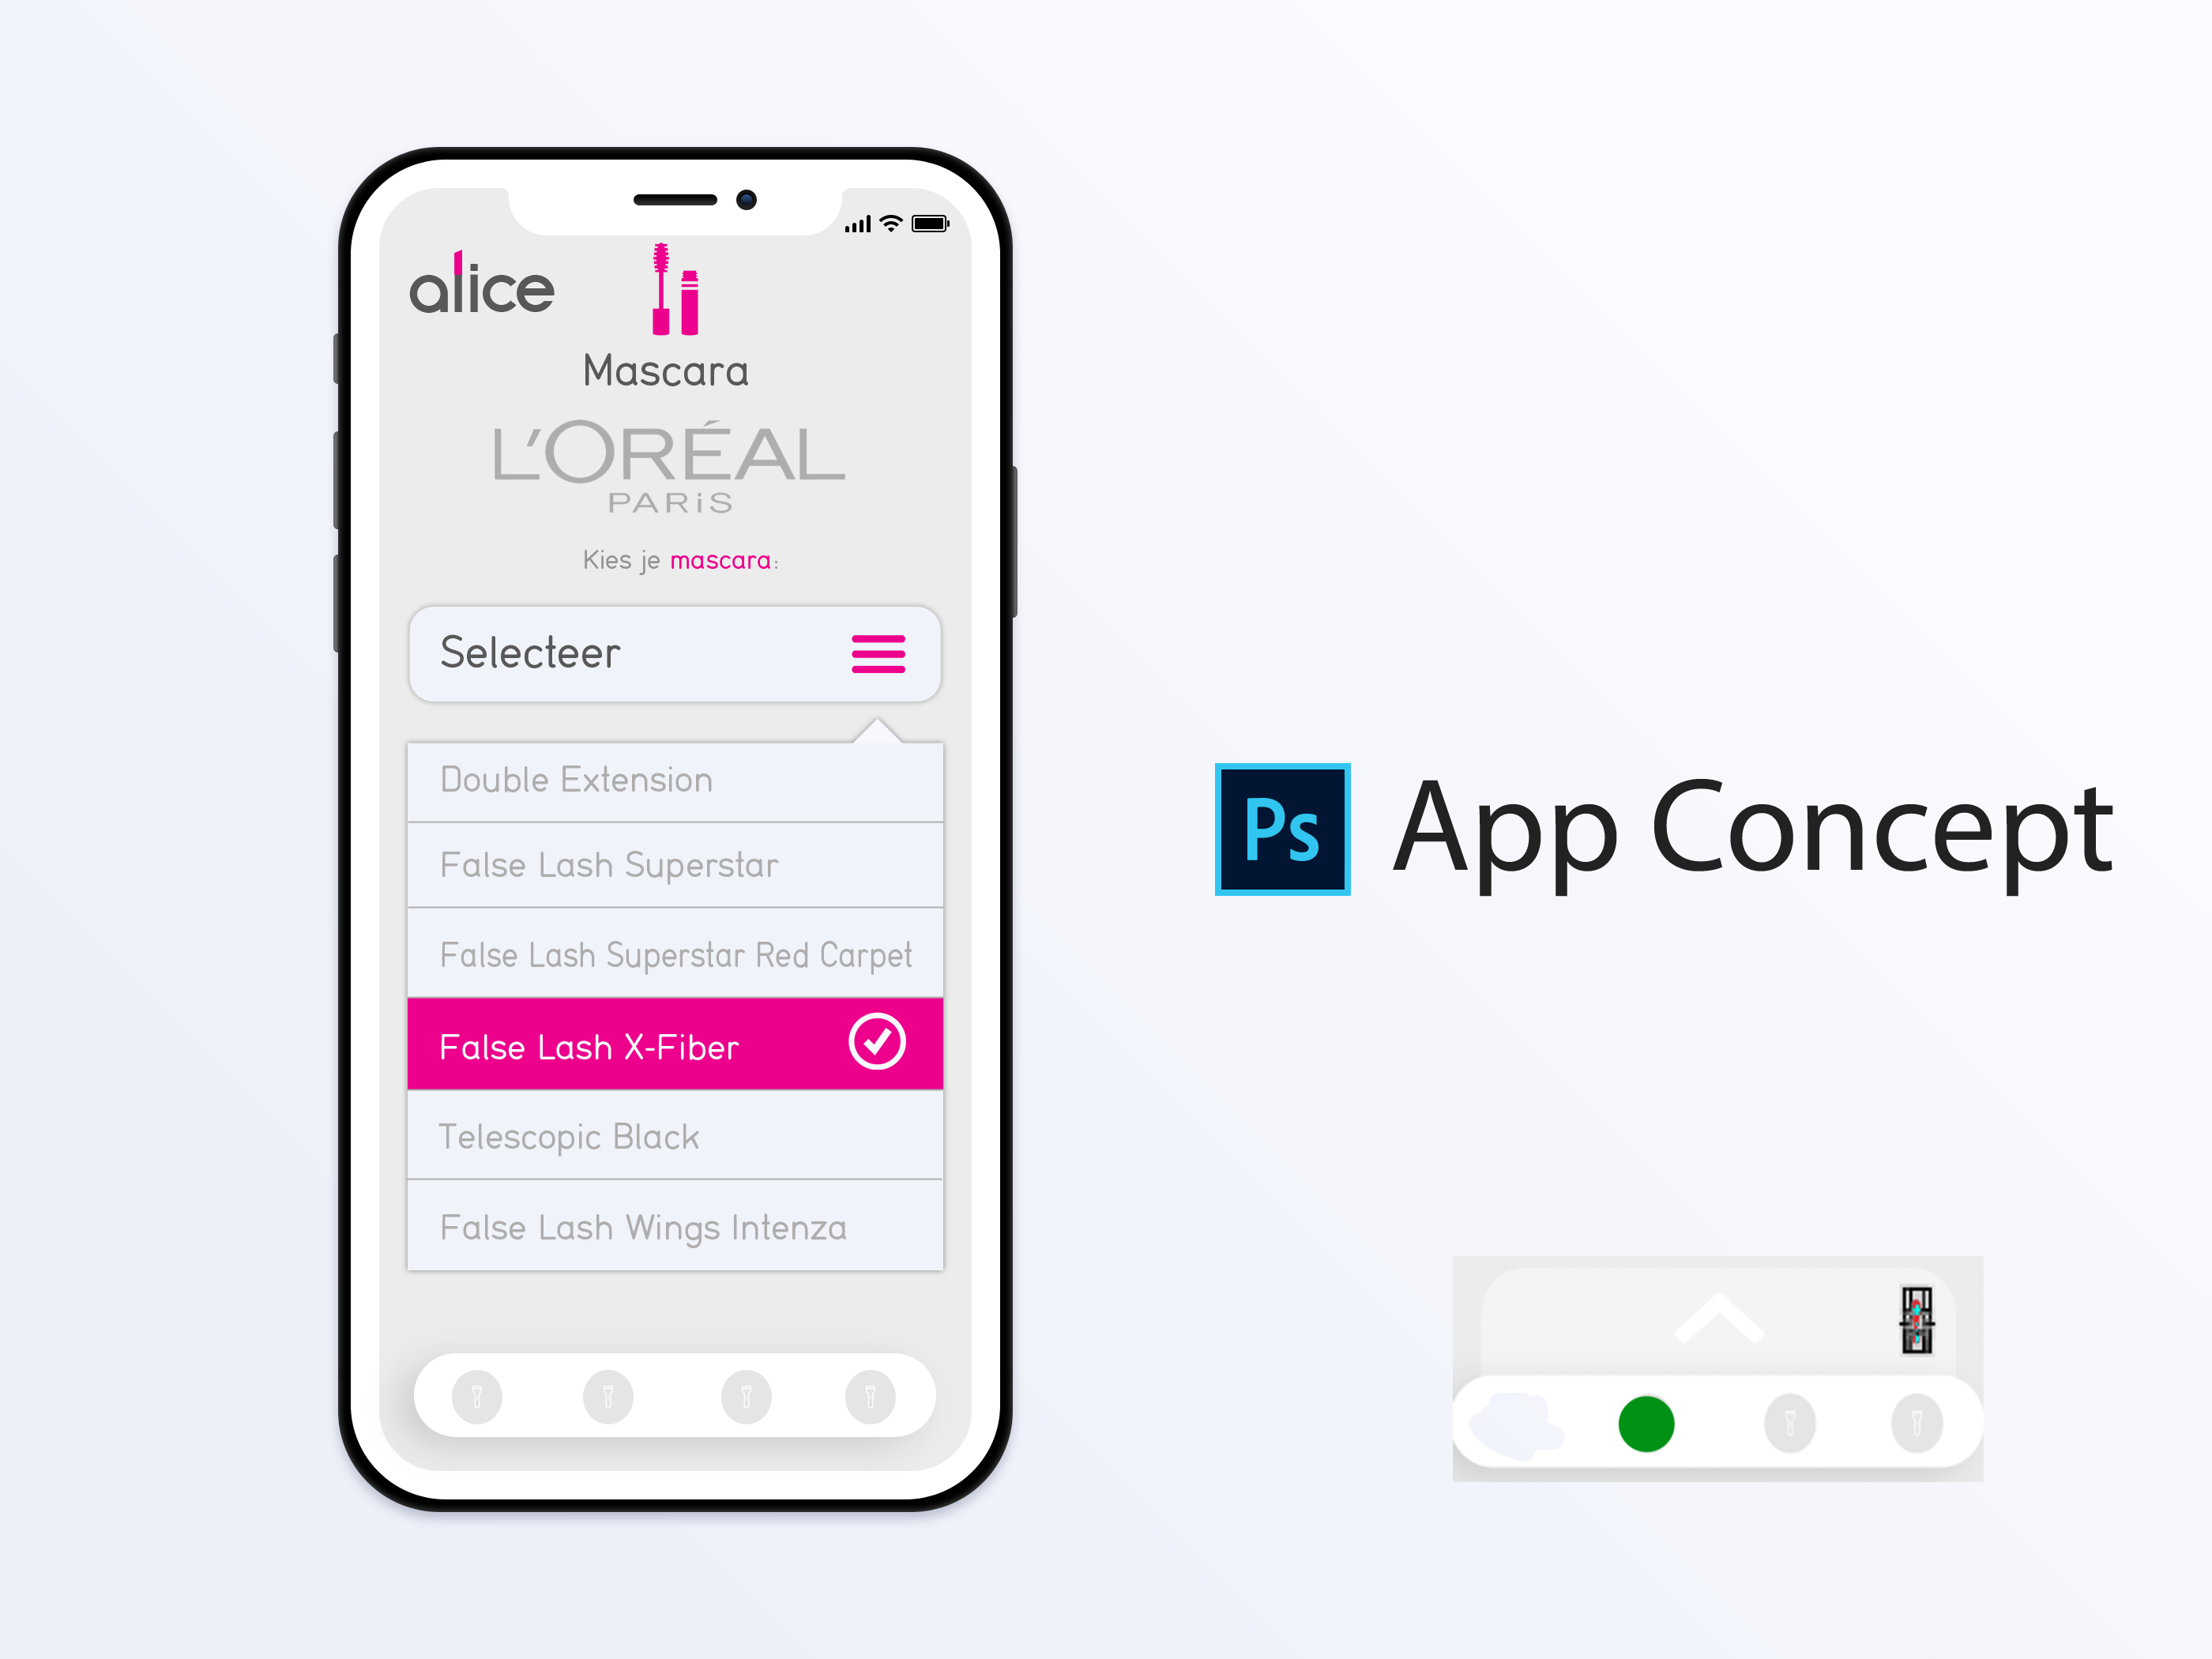 alice
Mascara
L'ORÉAL
PARiS
Kies je mascara:
Selecteer
Double Extension
False Lash Superstar
False Lash Superstar Red Carpet
False Lash X-Fiber
Telescopic Black
False Lash Wings Intenza
Ps App Concept